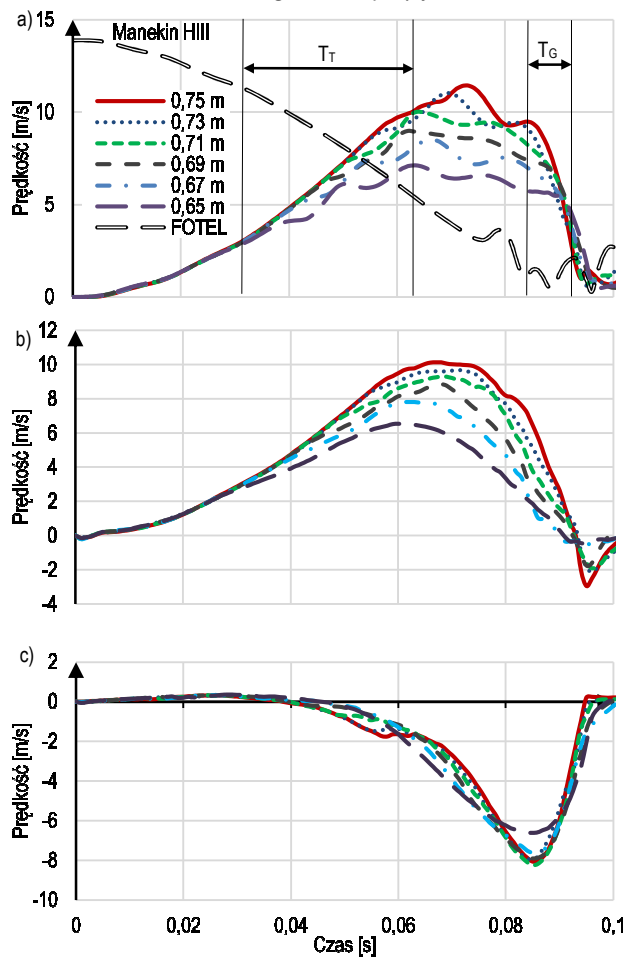 a)
Manekin HIII
T_T
T_G
Prędkość [m/s]
15
10
5
0
0,75 m
0,73 m
0,71 m
0,69 m
0,67 m
0,65 m
FOTEL
b)
Prędkość [m/s]
12
10
8
6
4
2
0
-2
-4
c)
Prędkość [m/s]
2
0
-2
-4
-6
-8
-10
0 0,02 0,04 0,06 0,08 0,1
Czas [s]